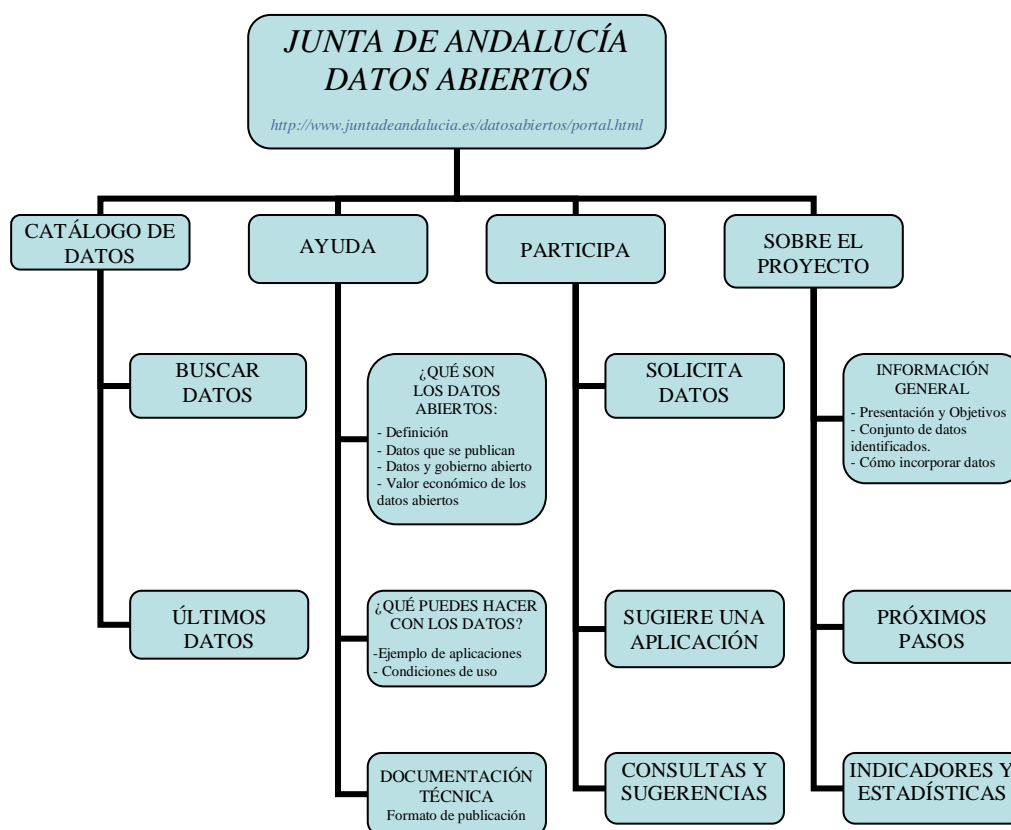 JUNTA DE ANDALUCÍA
DATOS ABIERTOS
http://www.juntadeandalucia.es/datosabiertos/portal.html
CATÁLOGO DE
DATOS
BUSCAR
DATOS
ÚLTIMOS
DATOS
AYUDA
¿QUÉ SON
LOS DATOS
ABIERTOS:
- Definición
- Datos que se publican
- Datos y gobierno abierto
- Valor económico de los
datos abiertos
¿QUÉ PUEDES HACER
CON LOS DATOS?
-Ejemplo de aplicaciones
- Condiciones de uso
DOCUMENTACIÓN
TÉCNICA
Formato de publicación
PARTICIPA
SOLICITA
DATOS
SUGIERE UNA
APLICACIÓN
CONSULTAS Y
SUGERENCIAS
SOBRE EL
PROYECTO
INFORMACIÓN
GENERAL
- Presentación y Objetivos
- Conjunto de datos
identificados.
- Cómo incorporar datos
PRÓXIMOS
PASOS
INDICADORES Y
ESTADÍSTICAS